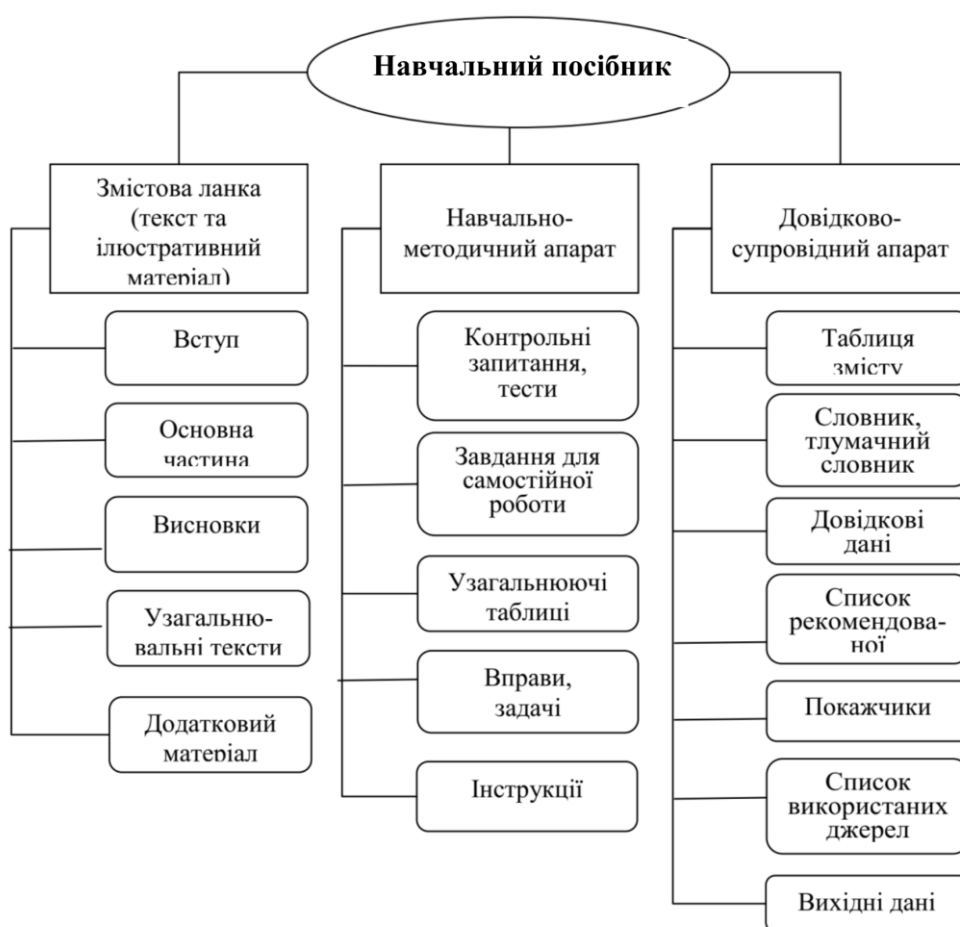 Навчальний посібник
Змістова ланка
(текст та
ілюстративний
матеріал)
Вступ
Основна
частина
Висновки
Узагальню-
вальні тексти
Додатковий
матеріал
Навчально-
методичний апарат
Контрольні
запитання,
тести
Завдання для
самостійної
роботи
Узагальнюючі
таблиці
Вправи,
задачі
Інструкції
Довідково-
супровідний апарат
Таблиця
змісту
Словник,
тлумачний
словник
Довідкові
дані
Список
рекомендова-
ної
Покажчики
Список
використаних
джерел
Вихідні дані